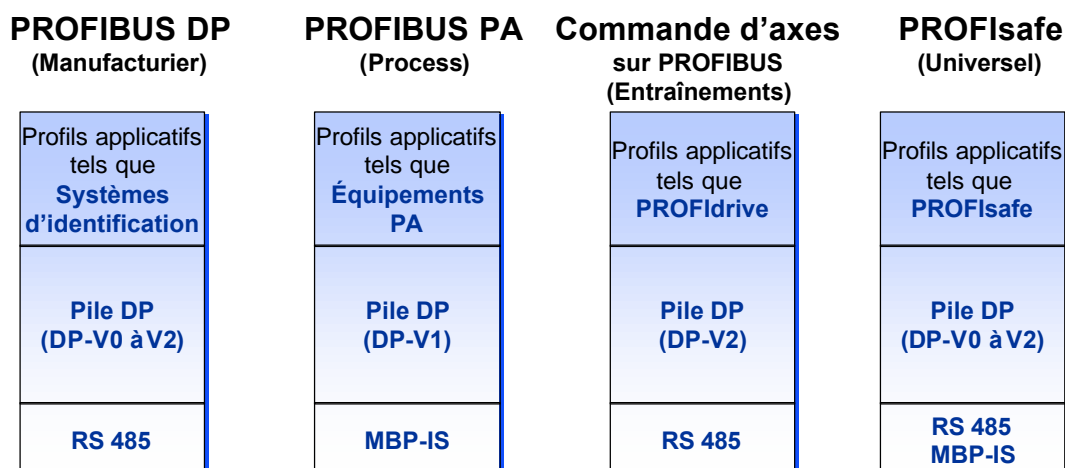 PROFIBUS DP
(Manufacturier)
Profils applicatifs
tels que
Systèmes
d’identification
Pile DP
(DP-V0 à V2)
RS 485
PROFIBUS PA
(Process)
Profils applicatifs
tels que
Équipements
PA
Pile DP
(DP-V1)
MBP-IS
Commande d’axes
sur PROFIBUS
(Entraînements)
Profils applicatifs
tels que
PROFIdrive
Pile DP
(DP-V2)
RS 485
PROFIsafe
(Universel)
Profils applicatifs
tels que
PROFIsafe
Pile DP
(DP-V0 à V2)
RS 485
MBP-IS